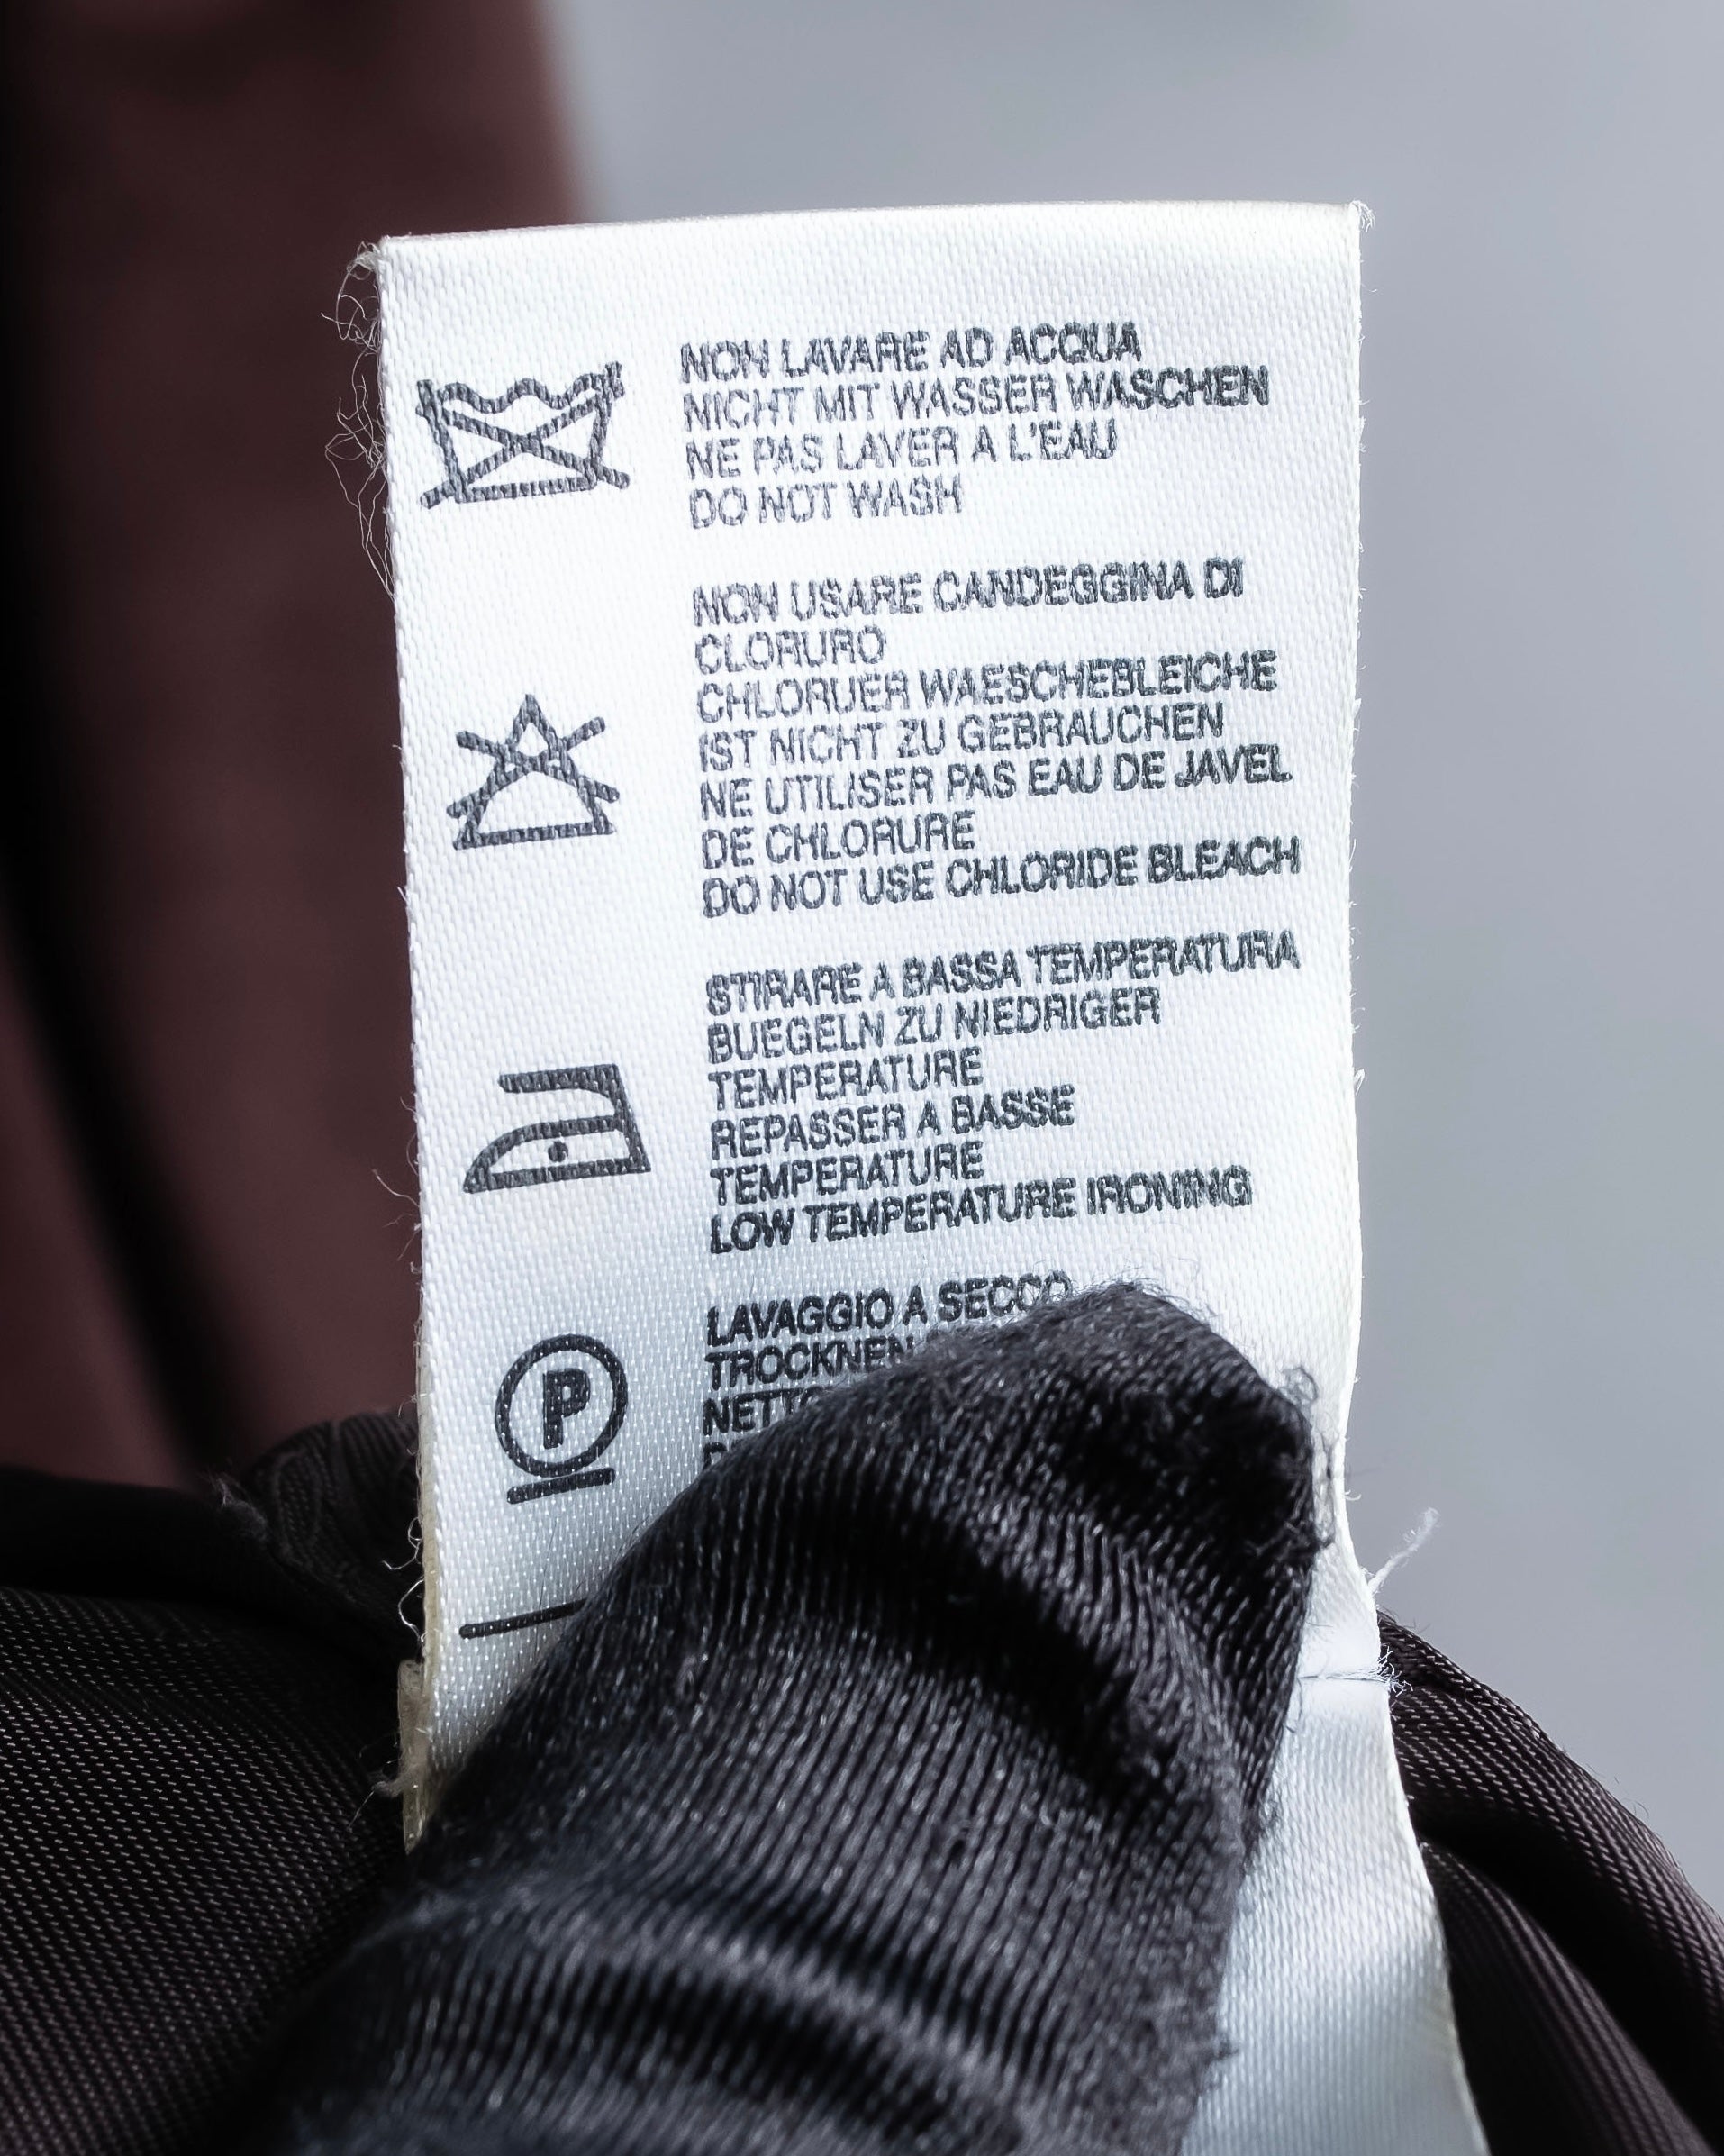 NON LAVARE AD ACQUA
NICHT MIT WASSER WASCHEN
NE PAS LAVER A L'EAU
DO NOT WASH
NON USARE CANDEGGINA DI
CLORURO
CHLORUER WAESCHEBLEICHE
IST NICHT ZU GEBRAUCHEN
NE UTILISER PAS EAU DE JAVEL
DE CHLORURE
DO NOT USE CHLORIDE BLEACH
STIRARE A BASSA TEMPERATURA
BUEGELN ZU NIEDRIGER
TEMPERATURE
REPASSER A BASSE
TEMPERATURE
LOW TEMPERATURE IRONING
LAVAGGIO A SECCO
TROCKNEN
P